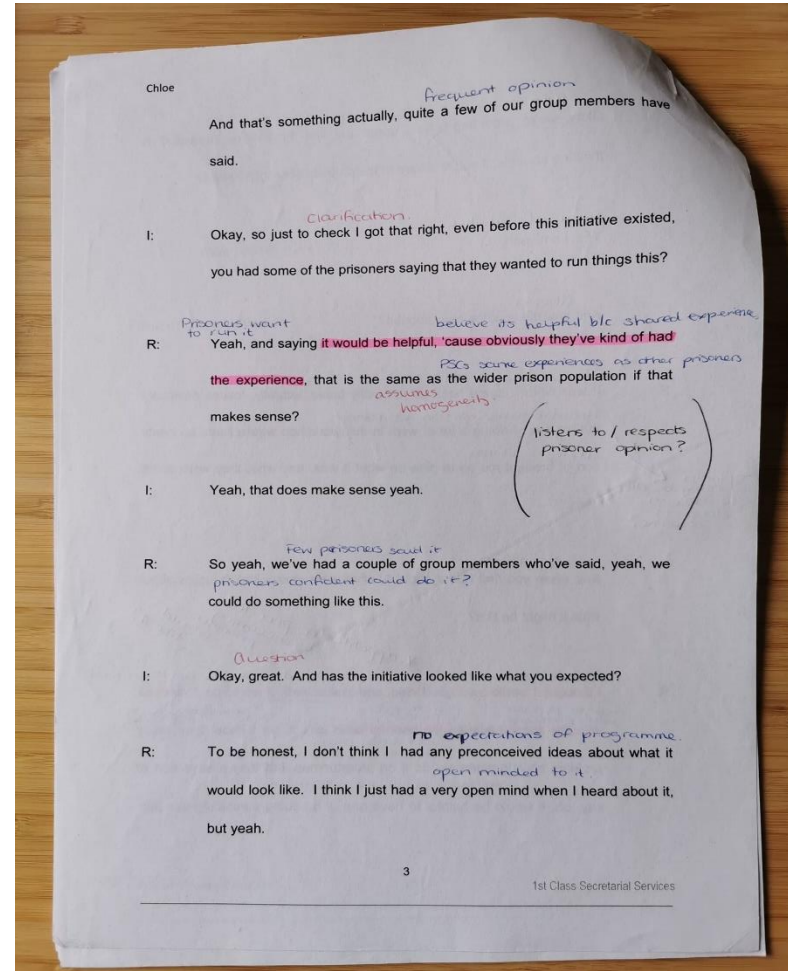 Chloe
frequent opinion
And that's something actually, quite a few of our group members have
said.
Clarification.
I: Okay, so just to check I got that right, even before this initiative existed,
you had some of the prisoners saying that they wanted to run things this?
Prisoners want
to run it
believe its helpful b/c shared experience
R: Yeah, and saying it would be helpful, 'cause obviously they've kind of had
PSCs same experiences as other prisoners
the experience, that is the same as the wider prison population if that
assumes
homogeneity
makes sense?
listens to / respects
prisoner opinion?
I: Yeah, that does make sense yeah.
Few prisoners said it
R: So yeah, we've had a couple of group members who've said, yeah, we
prisoners confident could do it?
could do something like this.
Question
I: Okay, great. And has the initiative looked like what you expected?
no expectations of programme.
R: To be honest, I don't think I had any preconceived ideas about what it
open minded to it.
would look like. I think I just had a very open mind when I heard about it,
but yeah.
3
1st Class Secretarial Services